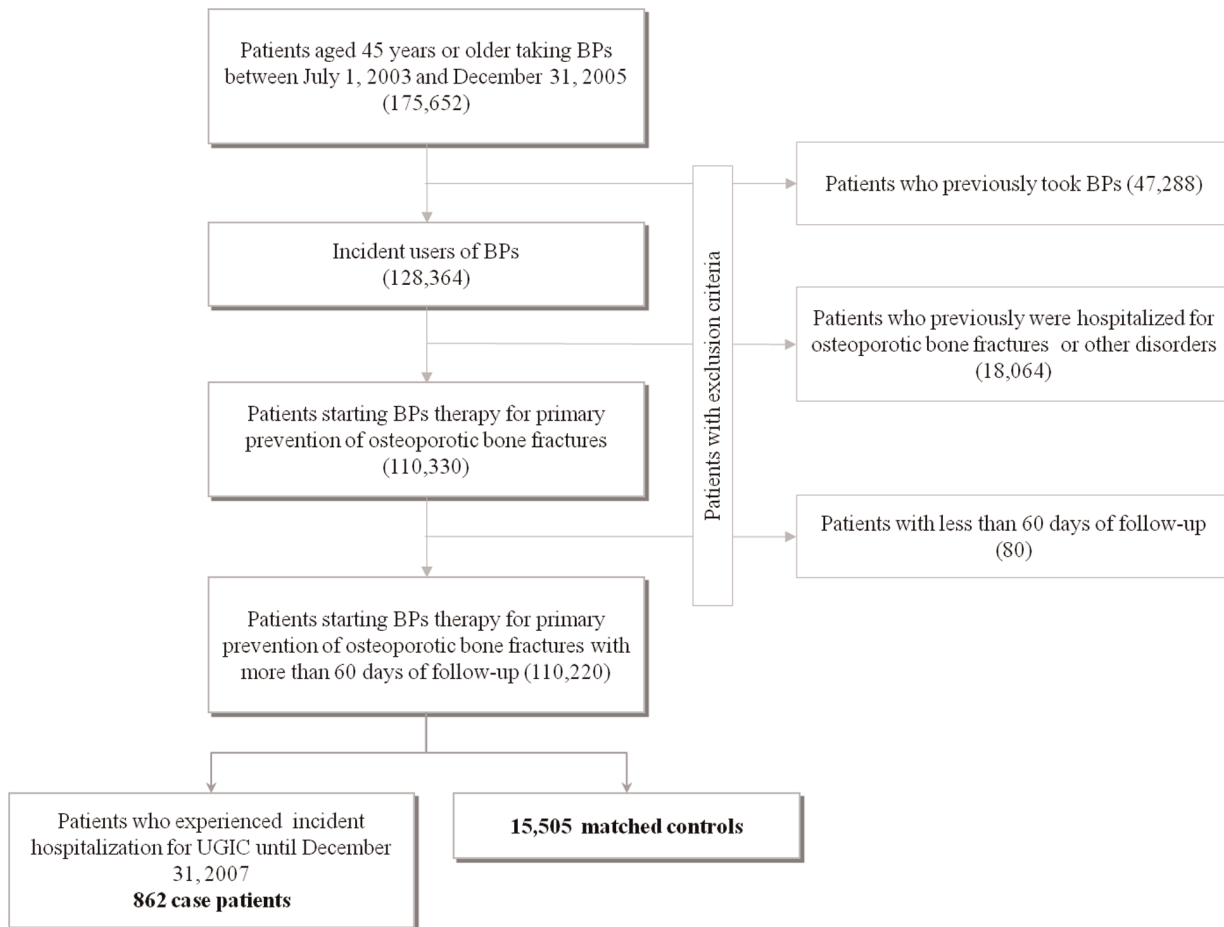 Patients aged 45 years or older taking BPs
between July 1, 2003 and December 31, 2005
(175,652)
Patients who previously took BPs (47,288)
Incident users of BPs
(128,364)
Patients with exclusion criteria
Patients who previously were hospitalized for
osteoporotic bone fractures or other disorders
(18,064)
Patients starting BPs therapy for primary
prevention of osteoporotic bone fractures
(110,330)
Patients with less than 60 days of follow-up
(80)
Patients starting BPs therapy for primary
prevention of osteoporotic bone fractures with
more than 60 days of follow-up (110,220)
Patients who experienced incident
hospitalization for UGIC until December
31, 2007
862 case patients
15,505 matched controls